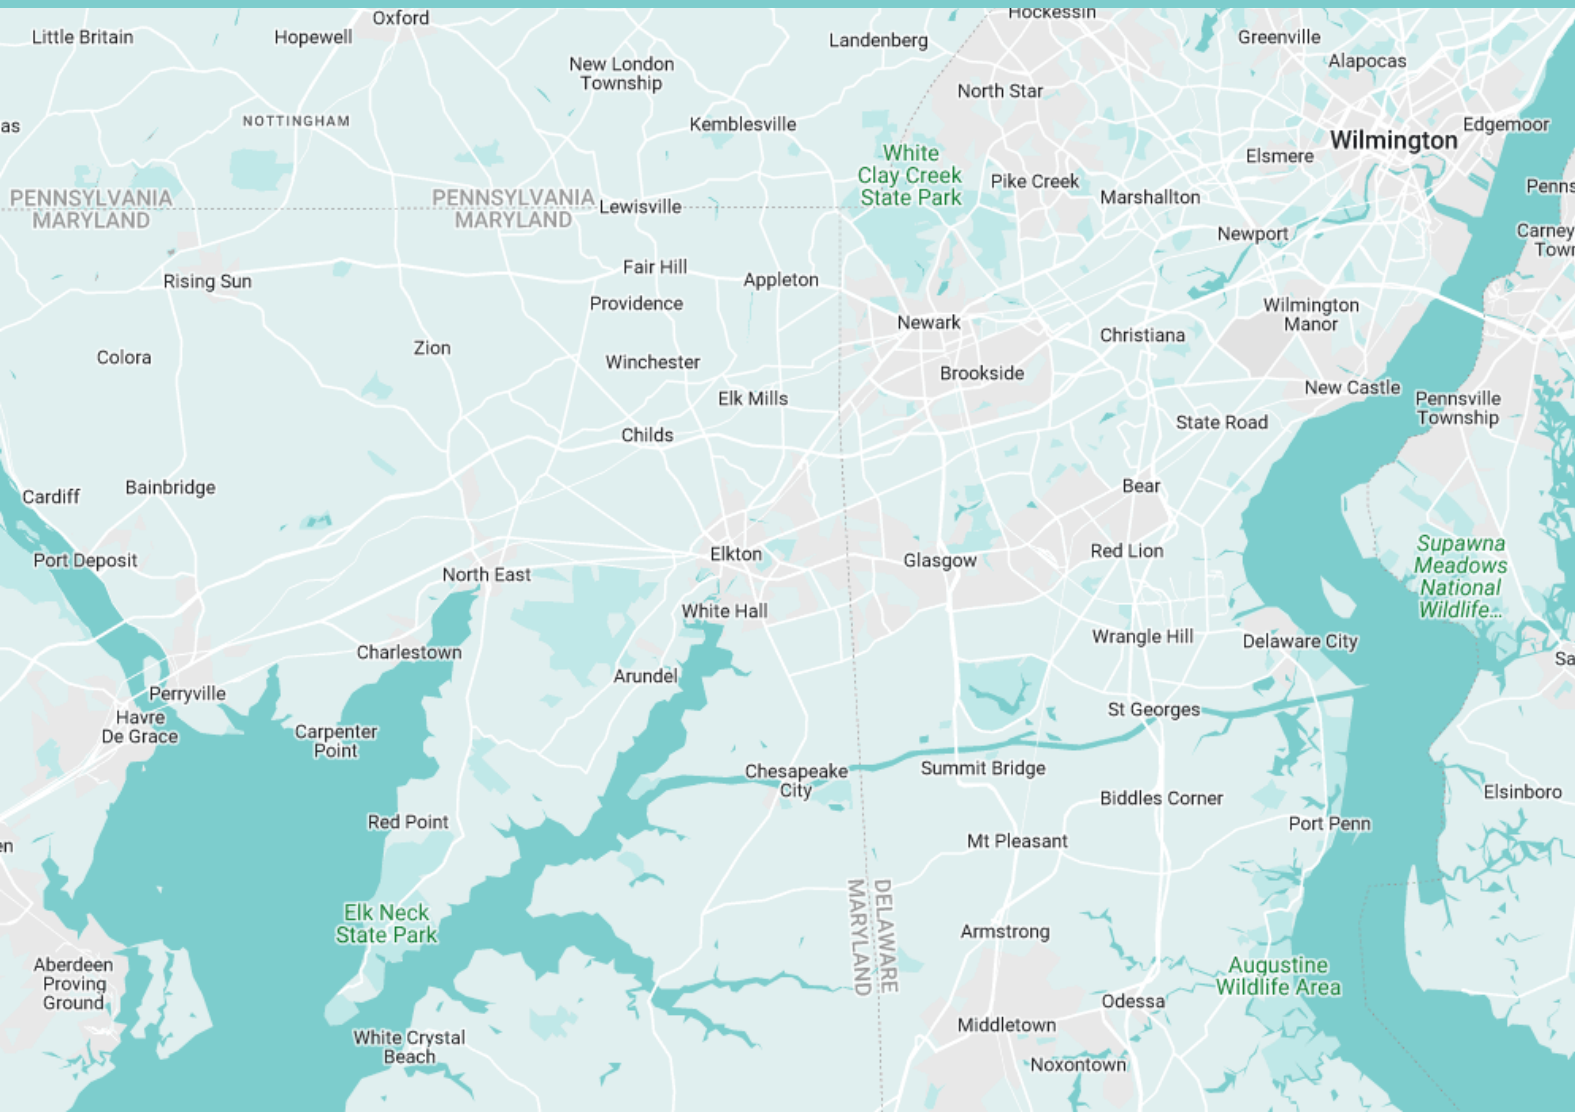 Oxford
Hockessin
Little Britain
Hopewell
Landenberg
Greenville
Alapocas
New London
Township
North Star
NOTTINGHAM
Kemblesville
Wilmington
Edgemoor
as
White
Clay Creek
State Park
Elsmere
Pike Creek
Marshallton
Penns
PENNSYLVANIA
MARYLAND
PENNSYLVANIA
MARYLAND
Lewisville
Newport
Carney
Town
Rising Sun
Fair Hill
Appleton
Providence
Wilmington
Manor
Newark
Christiana
Colora
Zion
Winchester
Brookside
New Castle
Elk Mills
Pennsville
Township
State Road
Childs
Cardiff
Bainbridge
Bear
Port Deposit
North East
Elkton
Glasgow
Red Lion
Supawna
Meadows
National
Wildlife...
White Hall
Charlestown
Wrangle Hill
Delaware City
Sa
Arundel
Perryville
Havre
De Grace
Carpenter
Point
St Georges
Chesapeake
City
Summit Bridge
Biddles Corner
Elsinboro
Red Point
Port Penn
Mt Pleasant
en
DELAWARE
MARYLAND
Elk Neck
State Park
Armstrong
Aberdeen
Proving
Ground
Augustine
Wildlife Area
Odessa
Middletown
White Crystal
Beach
Noxontown